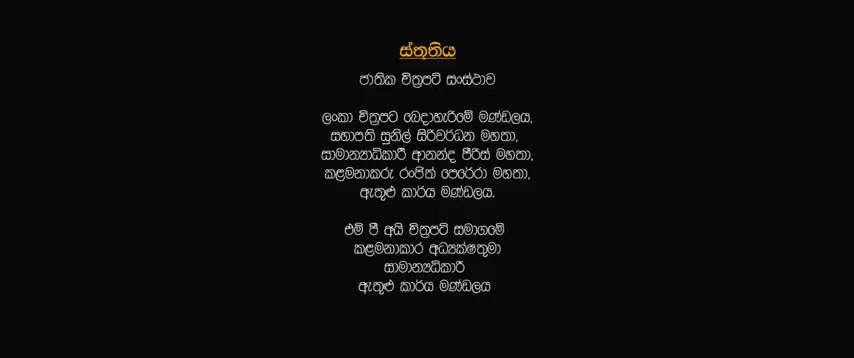 ස්තූතිය
ජාතික චිත්‍රපටි සංස්ථාව
ලංකා චිත්‍රපට බෙදාහැරීමේ මණ්ඩලය,
සභාපති සුනිල් සිරිවර්ධන මහතා,
සාමාන්‍යාධිකාරී ආනන්ද පීරිස් මහතා,
කළමනාකරු රංජිත් පෙරේරා මහතා,
ඇතුළු කාර්ය මණ්ඩලය.
එම් පී අයි චිත්‍රපටි සමාගමේ
කළමනාකාර අධ්‍යක්ෂතුමා
සාමාන්‍යධිකාරී
ඇතුළු කාර්ය මණ්ඩලය